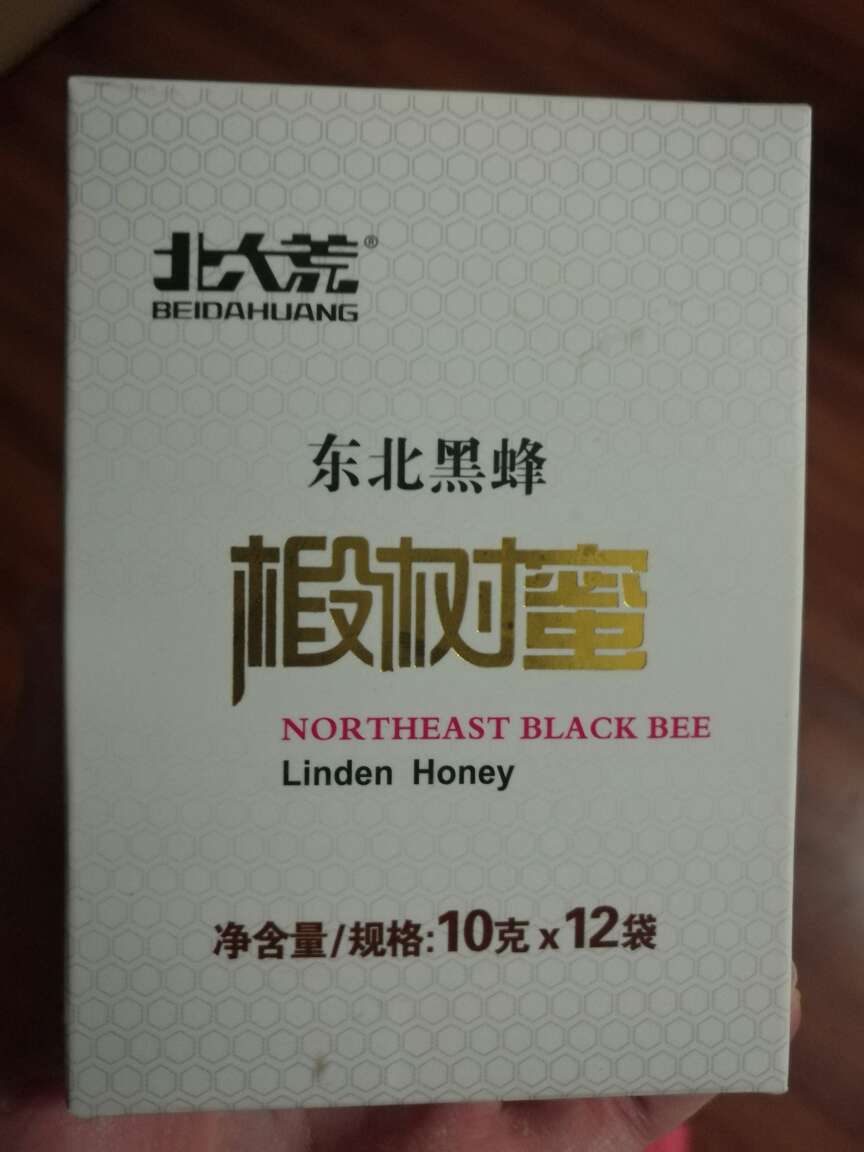 北大荒®
BEIDAHUANG
东北黑蜂
椴树蜜
NORTHEAST BLACK BEE
Linden Honey
净含量/规格:10克x12袋